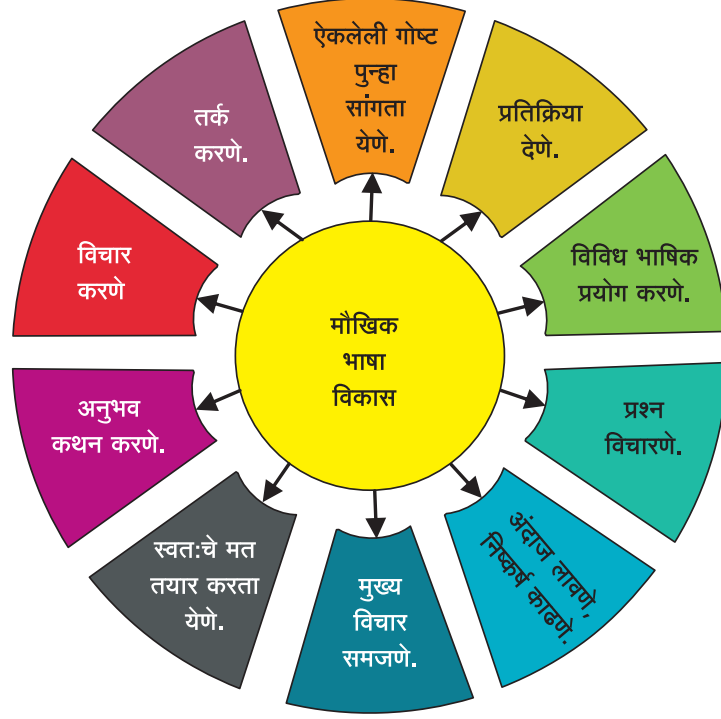 मौखिक
भाषा
विकास
ऐकलेली गोष्ट
पुन्हा
सांगता
येणे.
प्रतिक्रिया
देणे.
विविध भाषिक
प्रयोग करणे.
प्रश्न
विचारणे.
अंदाज लावणे,
निष्कर्ष काढणे.
मुख्य
विचार
समजणे.
स्वत:चे मत
तयार करता
येणे.
अनुभव
कथन करणे.
विचार
करणे
तर्क
करणे.